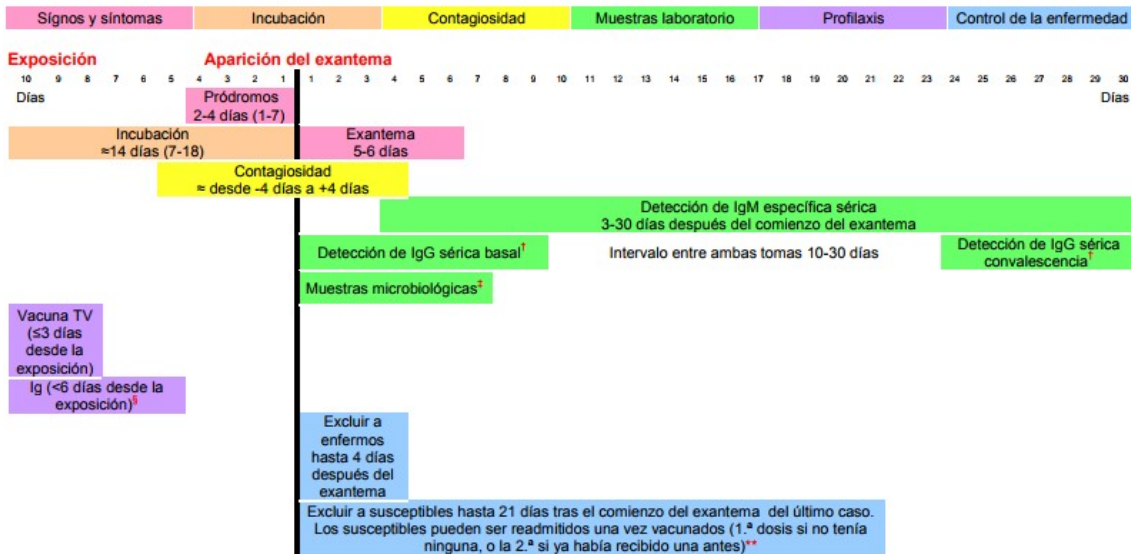 Sígnos y síntomas Incubación Contagiosidad Muestras laboratorio Profilaxis Control de la enfermedad
Exposición Aparición del exantema
10 9 8 7 6 5 4 3 2 1 1 2 3 4 5 6 7 8 9 10 11 12 13 14 15 16 17 18 19 20 21 22 23 24 25 26 27 28 29 30
Días Días
Pródromos
2-4 días (1-7)
Incubación
≈14 días (7-18)
Exantema
5-6 días
Contagiosidad
≈ desde -4 días a +4 días
Detección de IgM específica sérica
3-30 días después del comienzo del exantema
Detección de IgG sérica basal†
Intervalo entre ambas tomas 10-30 días
Detección de IgG sérica
convalescencia†
Muestras microbiológicas‡
Vacuna TV
(≤3 días
desde la
exposición)
Ig (<6 días desde la
exposición)§
Excluir a
enfermos
hasta 4 días
después del
exantema
Excluir a susceptibles hasta 21 días tras el comienzo del exantema del último caso.
Los susceptibles pueden ser readmitidos una vez vacunados (1.ª dosis si no tenía
ninguna, o la 2.ª si ya había recibido una antes)**